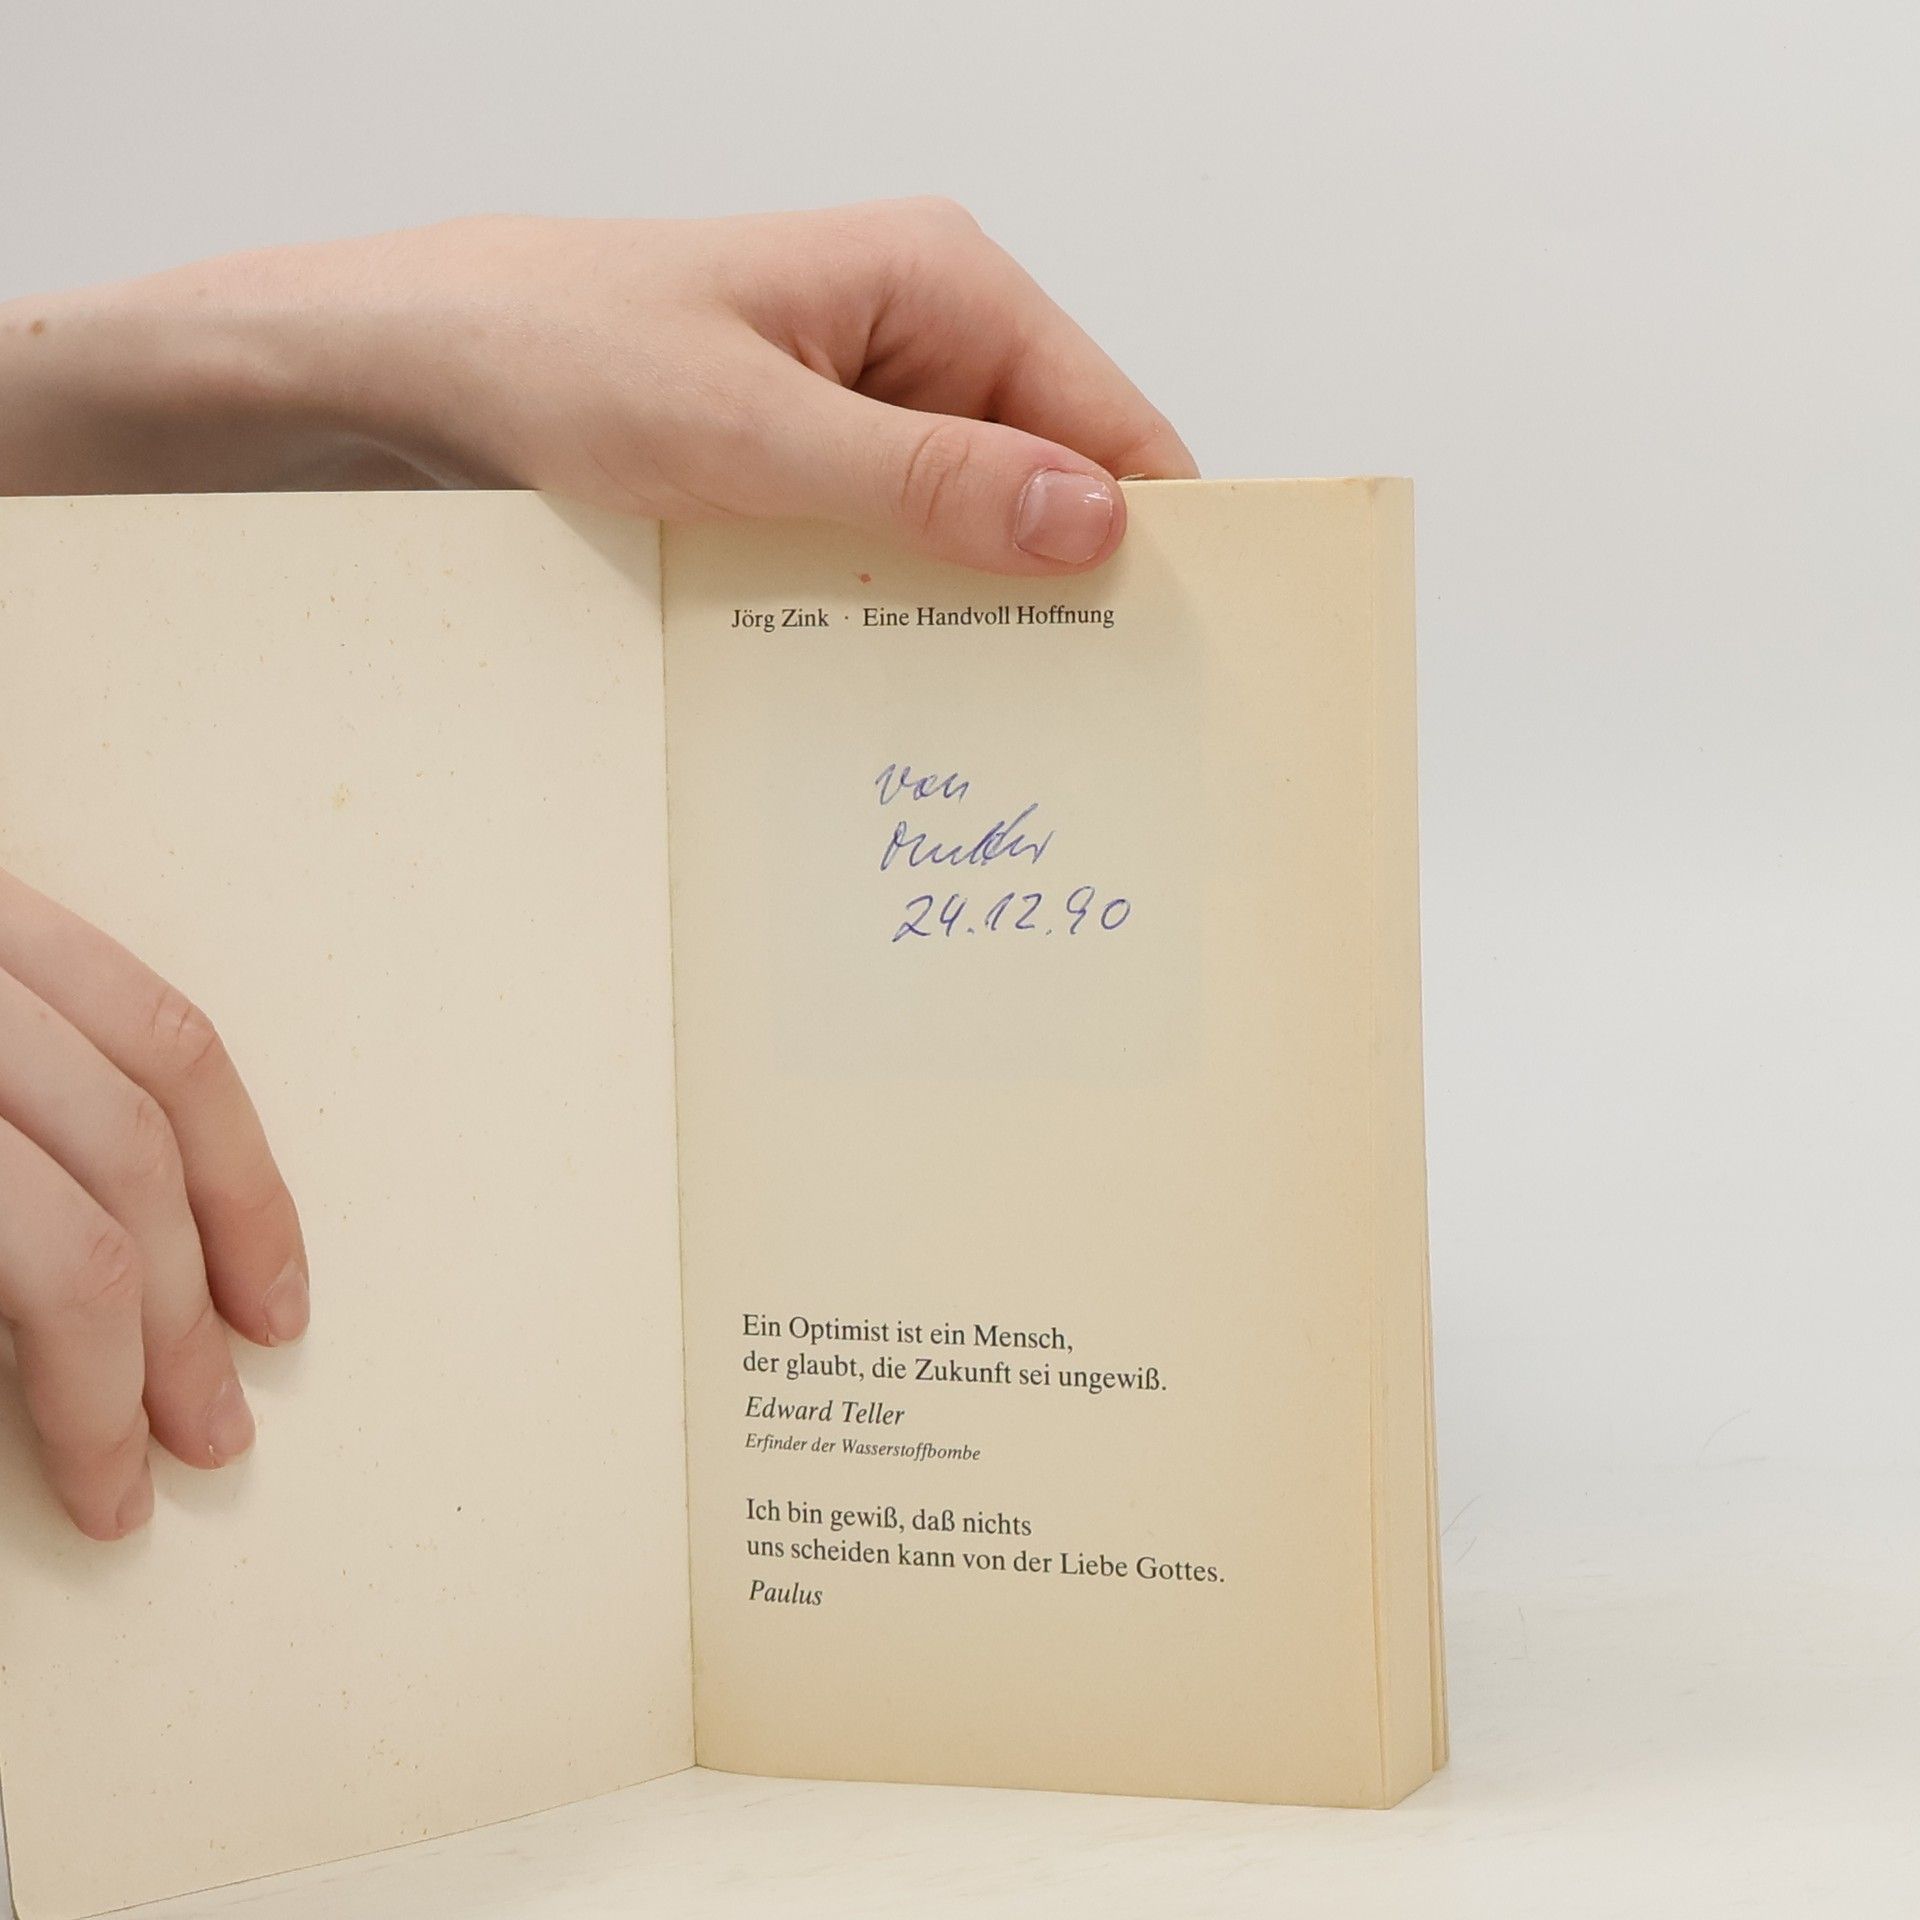 Jörg Zink · Eine Handvoll Hoffnung
von
Mutter
24.12.90
Ein Optimist ist ein Mensch,
der glaubt, die Zukunft sei ungewiß.
Edward Teller
Erfinder der Wasserstoffbombe
Ich bin gewiß, daß nichts
uns scheiden kann von der Liebe Gottes.
Paulus